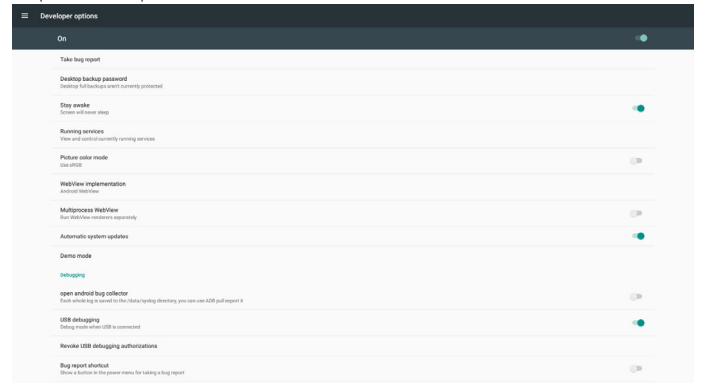 Developer options
On
Take bug report
Desktop backup password
Desktop full backups aren't currently protected
Stay awake
Screen will never sleep
Running services
View and control currently running services
Picture color mode
Use sRGB
WebView implementation
Android WebView
Multiprocess WebView
Run WebView renderers separately
Automatic system updates
Demo mode
Debugging
open android bug collector
Each whole log is saved to the /data/syslog directory, you can use ADB pull export it
USB debugging
Debug mode when USB is connected
Revoke USB debugging authorizations
Bug report shortcut
Show a button in the power menu for taking a bug report